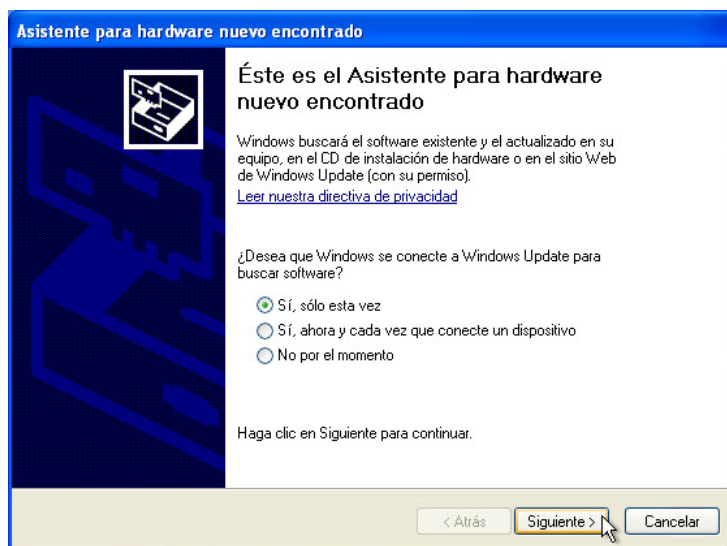 Asistente para hardware nuevo encontrado
Éste es el Asistente para hardware
nuevo encontrado
Windows buscará el software existente y el actualizado en su
equipo, en el CD de instalación de hardware o en el sitio Web
de Windows Update (con su permiso).
Leer nuestra directiva de privacidad
¿Desea que Windows se conecte a Windows Update para
buscar software?
Sí, sólo esta vez
Sí, ahora y cada vez que conecte un dispositivo
No por el momento
Haga clic en Siguiente para continuar.
< Atrás Siguiente > Cancelar